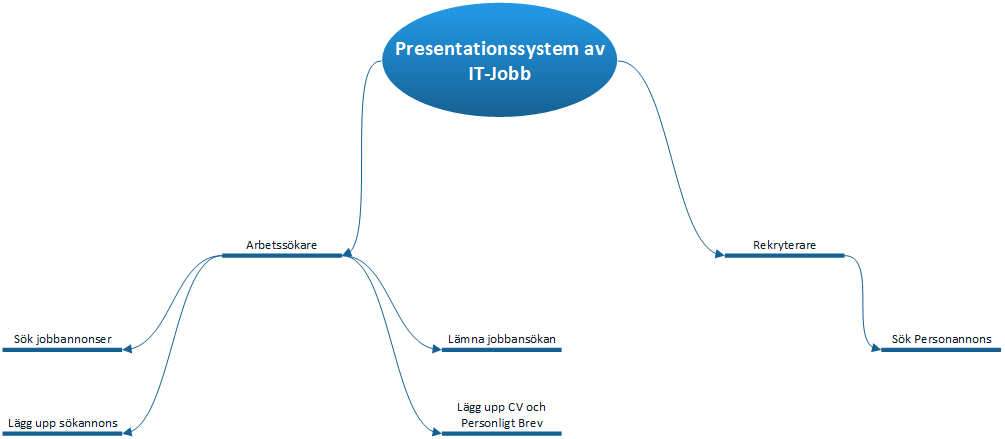 Presentationssystem av
IT-Jobb
Arbetssökare
Rekryterare
Sök jobbannonser
Lämna jobbansökan
Sök Personannons
Lägg upp sökannons
Lägg upp CV och
Personligt Brev